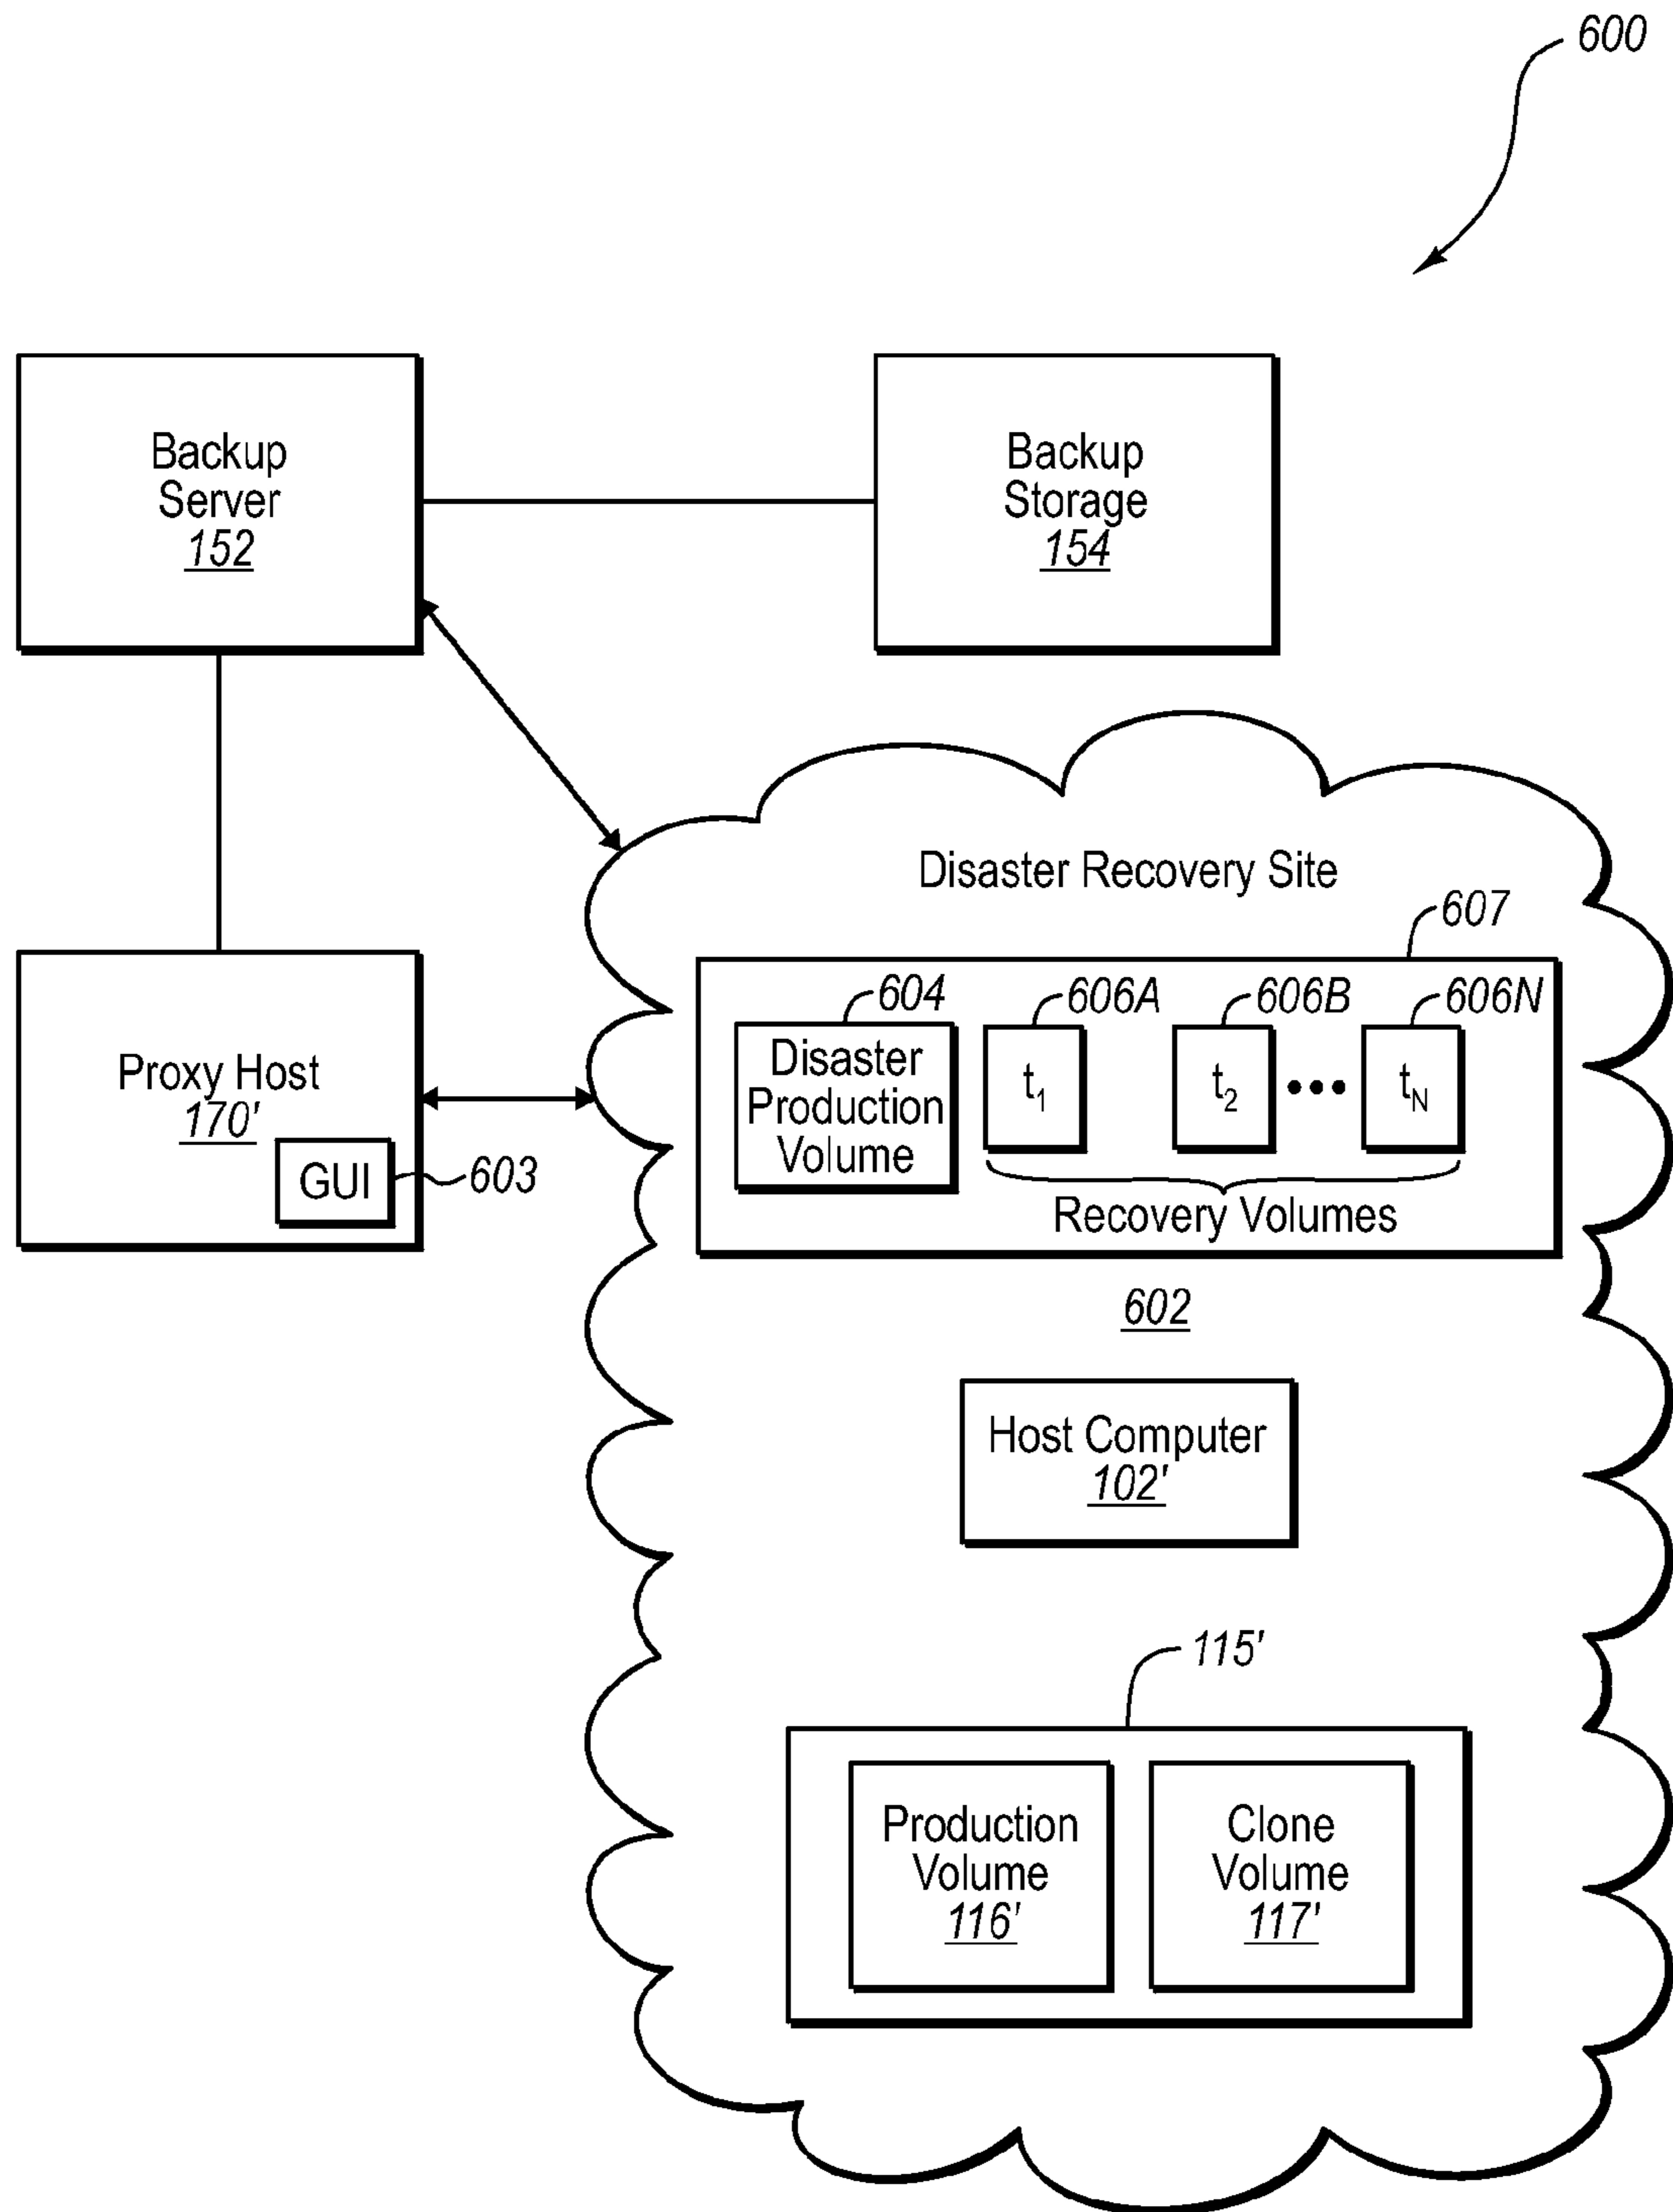 600
Backup
Server
152
Backup
Storage
154
Disaster Recovery Site
607
604
606A
606B
606N
Disaster
Production
Volume
t₁
t₂
•••
t_N
Recovery Volumes
Proxy Host
170'
GUI
603
602
Host Computer
102'
115'
Production
Volume
116'
Clone
Volume
117'